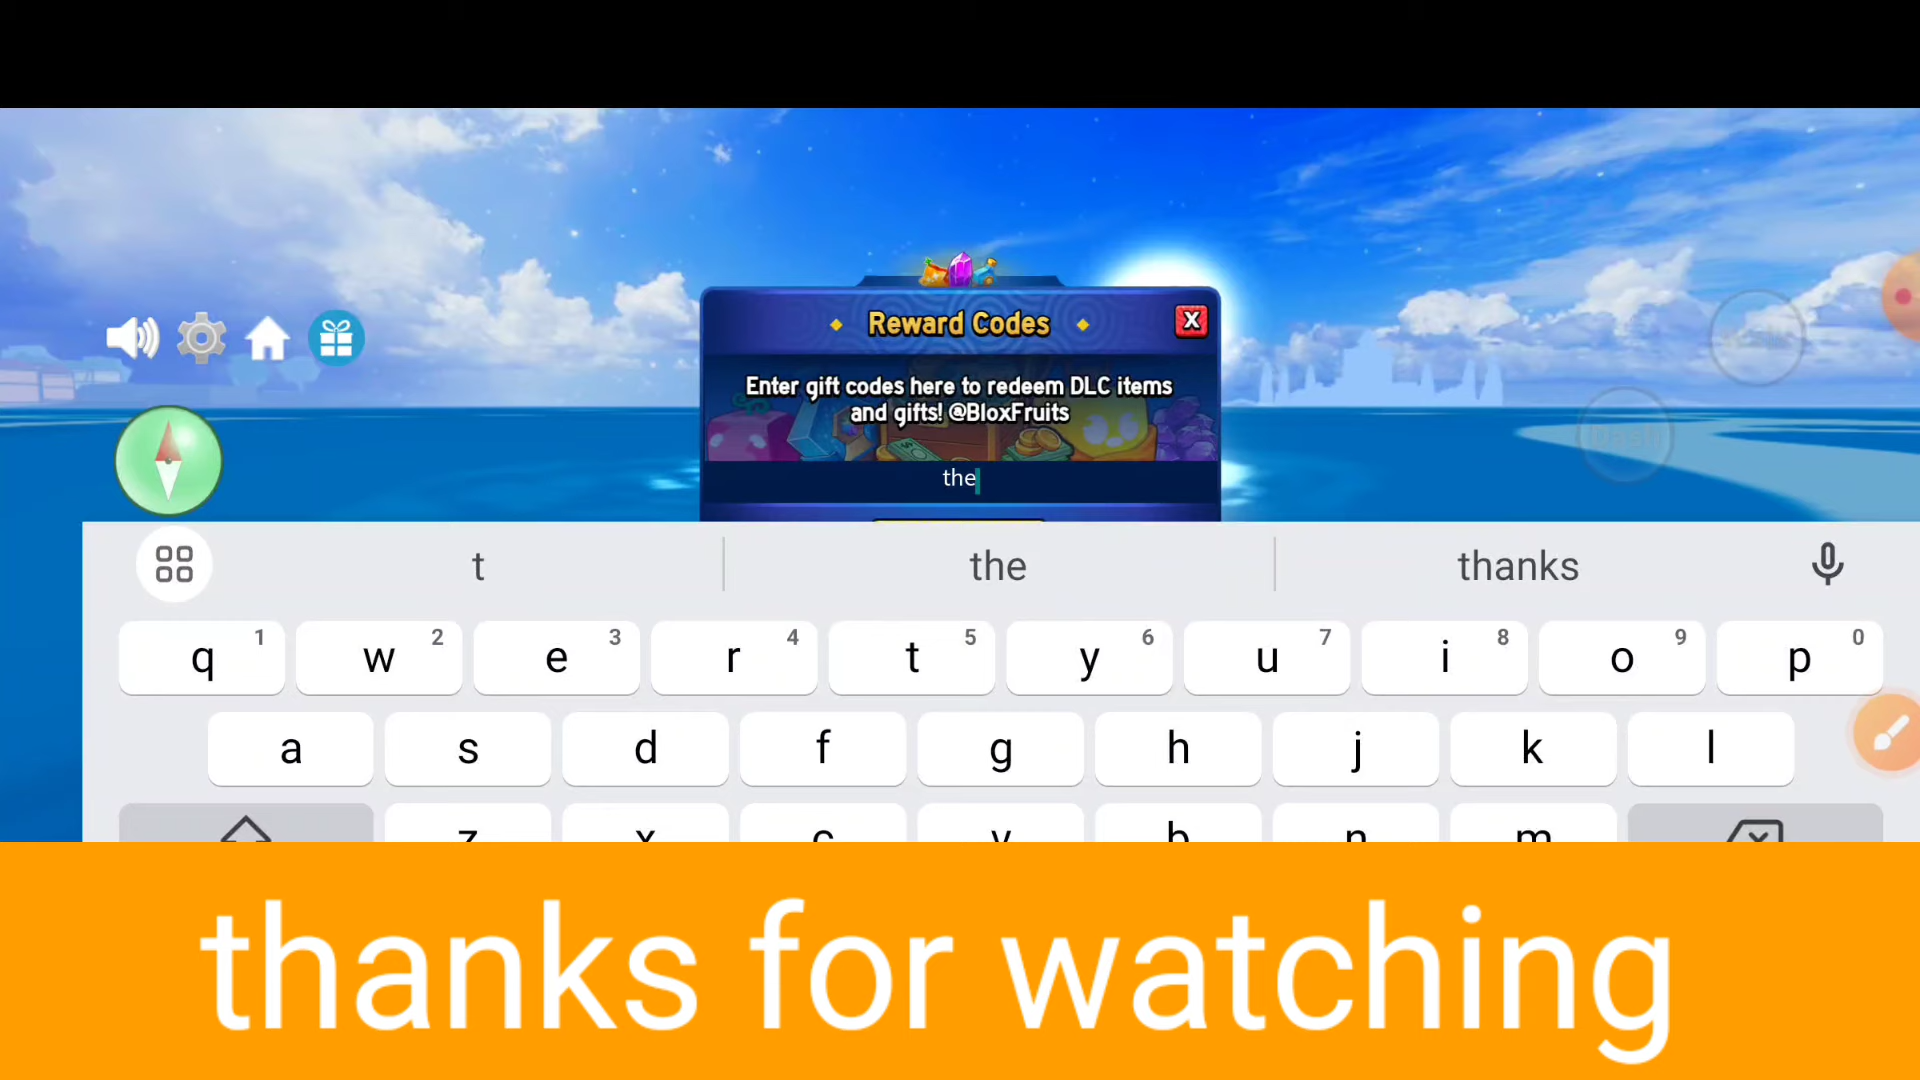 Reward Codes
X
Enter gift codes here to redeem DLC items
and gifts! @BloxFruits
the
t the thanks
q 1 w 2 e 3 r 4 t 5 y 6 u 7 i 8 o 9 p 0
a s d f g h j k l
z x c v b n m
thanks for watching